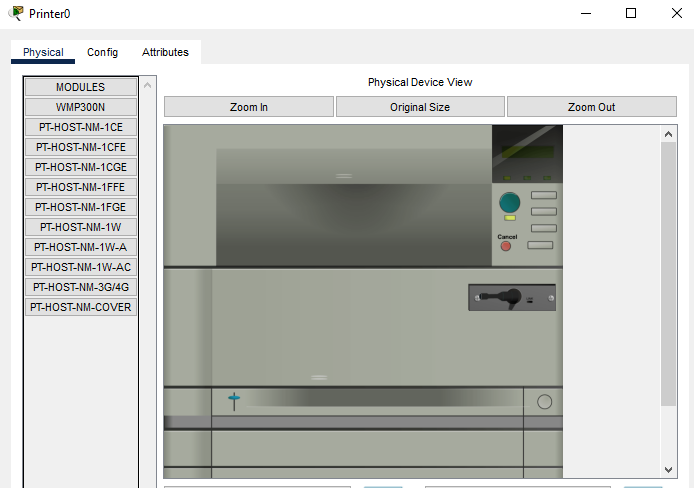 Printer0
Physical
Config
Attributes
MODULES
WMP300N
PT-HOST-NM-1CE
PT-HOST-NM-1CFE
PT-HOST-NM-1CGE
PT-HOST-NM-1FFE
PT-HOST-NM-1FGE
PT-HOST-NM-1W
PT-HOST-NM-1W-A
PT-HOST-NM-1W-AC
PT-HOST-NM-3G/4G
PT-HOST-NM-COVER
Physical Device View
Zoom In
Original Size
Zoom Out
Cancel